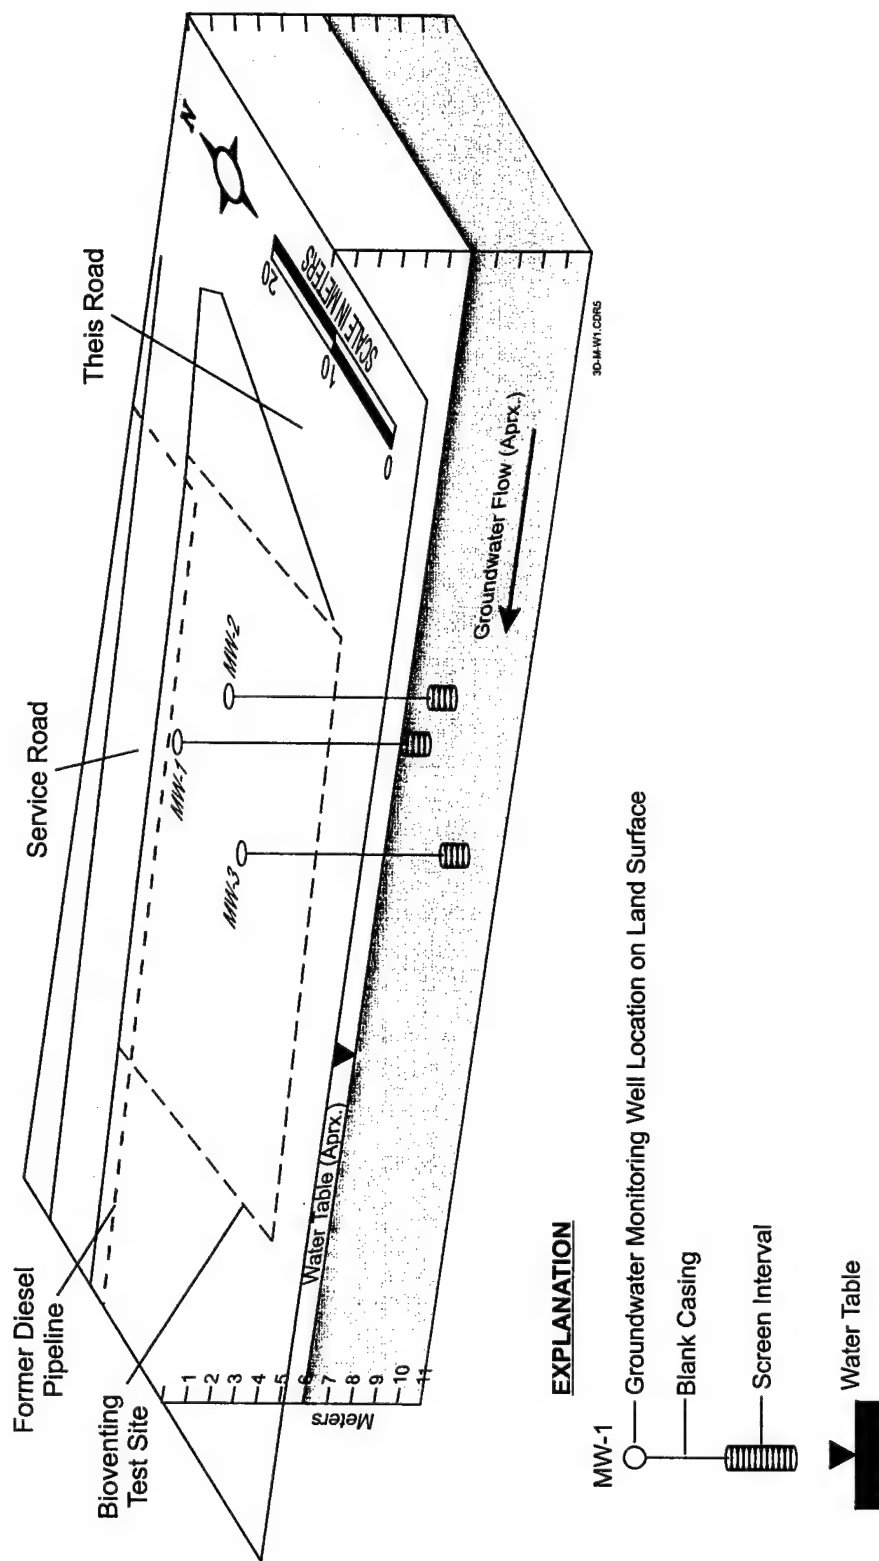 Theis Road
N
20
10
0
SCALE IN METERS
3D-M-W1.CDR5
Groundwater Flow (Aprx.)
MW-2
MW-1
MW-3
Service Road
Former Diesel
Pipeline
Bioventing
Test Site
Water Table (Aprx.)
1
2
3
4
5
6
7
8
9
10
11
Meters
EXPLANATION
MW-1
Groundwater Monitoring Well Location on Land Surface
Blank Casing
Screen Interval
Water Table